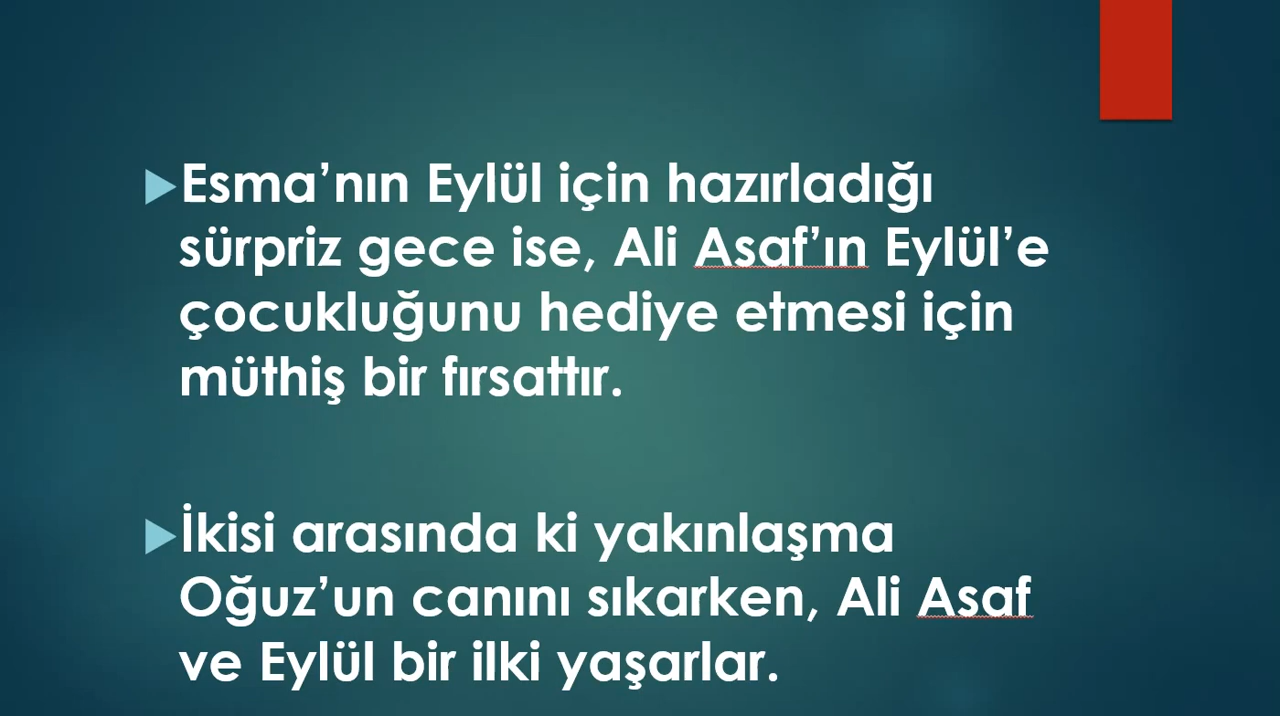 Esma’nın Eylül için hazırladığı
sürpriz gece ise, Ali Asaf’ın Eylül’e
çocukluğunu hediye etmesi için
müthiş bir fırsattır.
İkisi arasında ki yakınlaşma
Oğuz’un canını sıkarken, Ali Asaf
ve Eylül bir ilki yaşarlar.